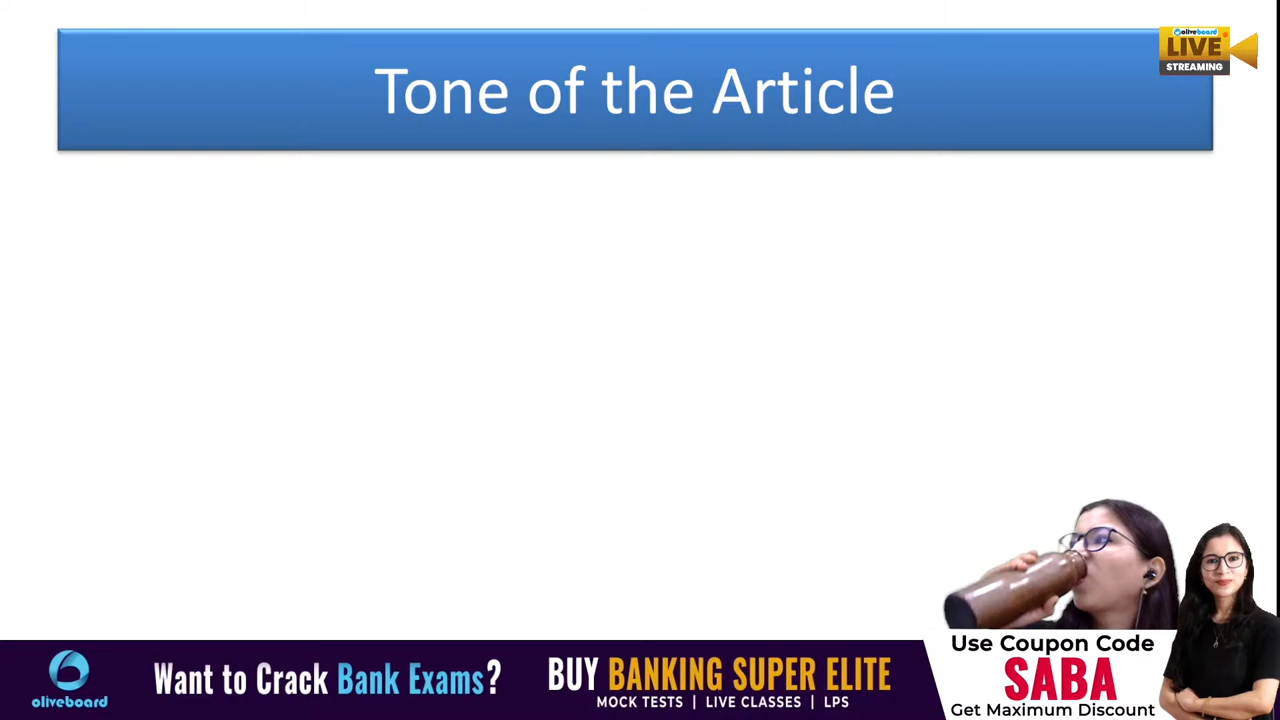 oliveboard
LIVE
STREAMING
Tone of the Article
oliveboard
Want to Crack Bank Exams?
BUY BANKING SUPER ELITE
MOCK TESTS | LIVE CLASSES | LPS
Use Coupon Code
SABA
Get Maximum Discount